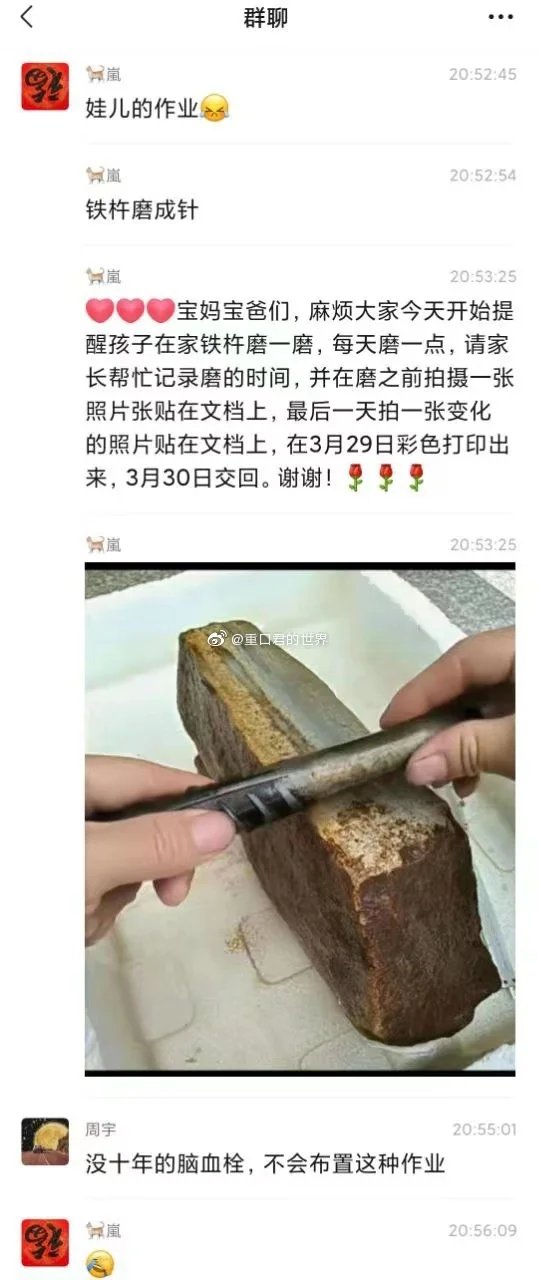 群聊
嵐
20:52:45
娃儿的作业
嵐
20:52:54
铁杵磨成针
嵐
20:53:25
宝妈宝爸们，麻烦大家今天开始提
醒孩子在家铁杵磨一磨，每天磨一点，请家
长帮忙记录磨的时间，并在磨之前拍摄一张
照片张贴在文档上，最后一天拍一张变化
的照片贴在文档上，在3月29日彩色打印出
来，3月30日交回。谢谢！
嵐
20:53:25
@重口君的世界
周宇
20:55:01
没十年的脑血栓，不会布置这种作业
嵐
20:56:09